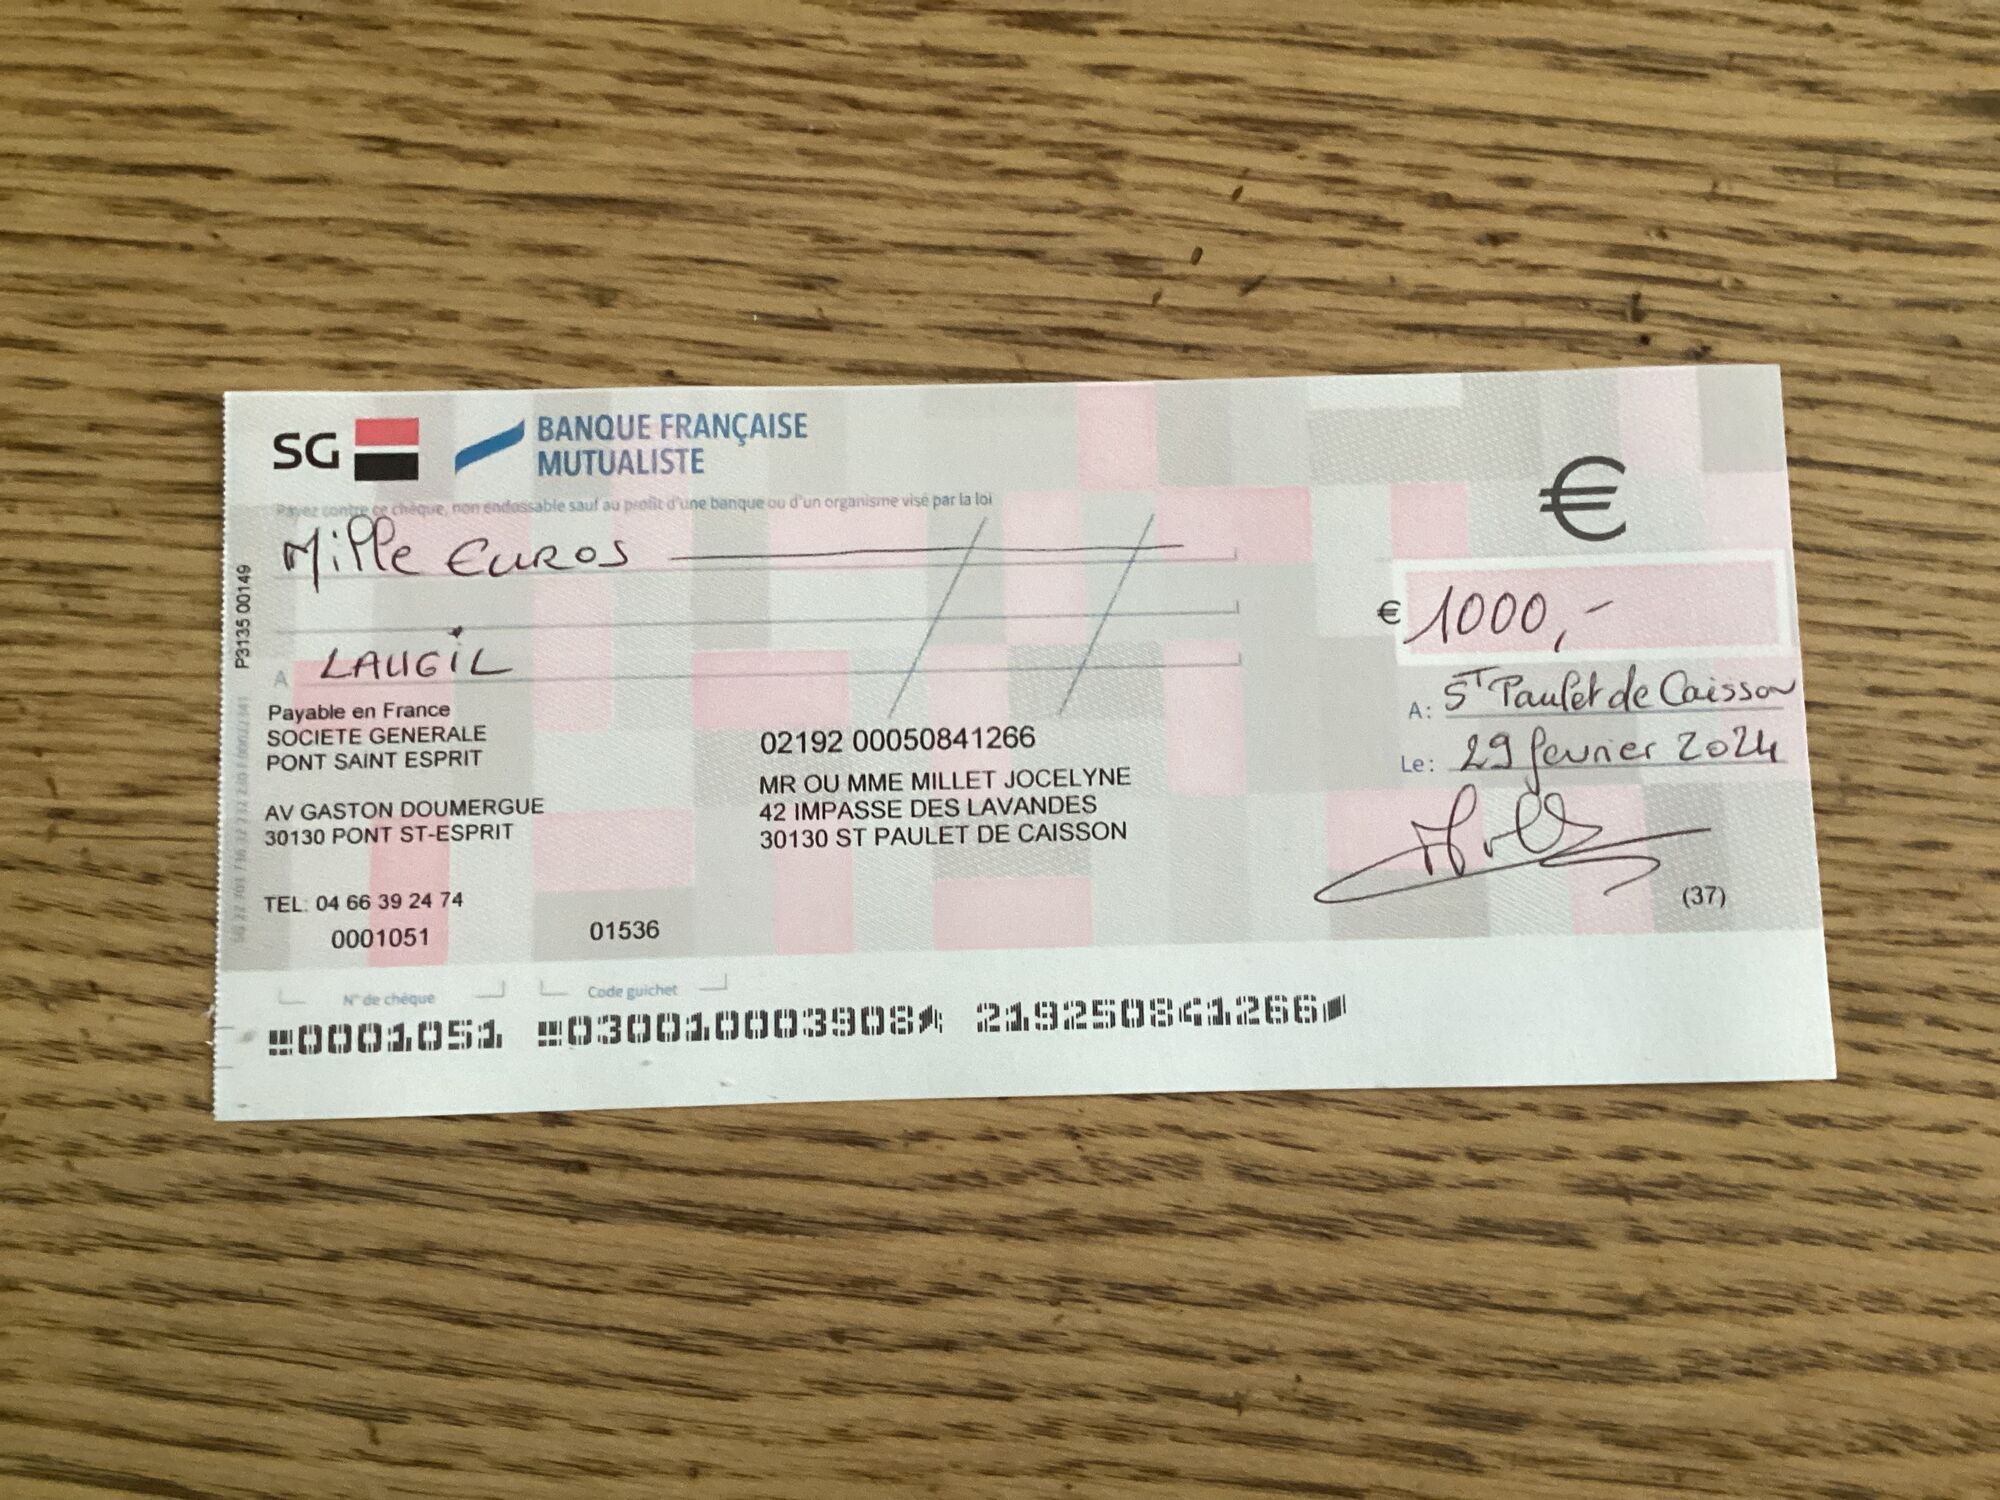 SG BANQUE FRANÇAISE
MUTUALISTE
Payez contre ce chèque, non endossable sauf au profit d'une banque ou d'un organisme visé par la loi
€
Mille Euros
€ 1000,-
A LAUGIL
A: ST Paulet de Caisson
Le: 29 fevrier 2024
Payable en France
SOCIETE GENERALE
PONT SAINT ESPRIT
AV GASTON DOUMERGUE
30130 PONT ST-ESPRIT
TEL: 04 66 39 24 74
02192 00050841266
MR OU MME MILLET JOCELYNE
42 IMPASSE DES LAVANDES
30130 ST PAULET DE CAISSON
(37)
0001051 01536
N° de chèque Code guichet
0001051 030010003908 219250841266
P3135 00149